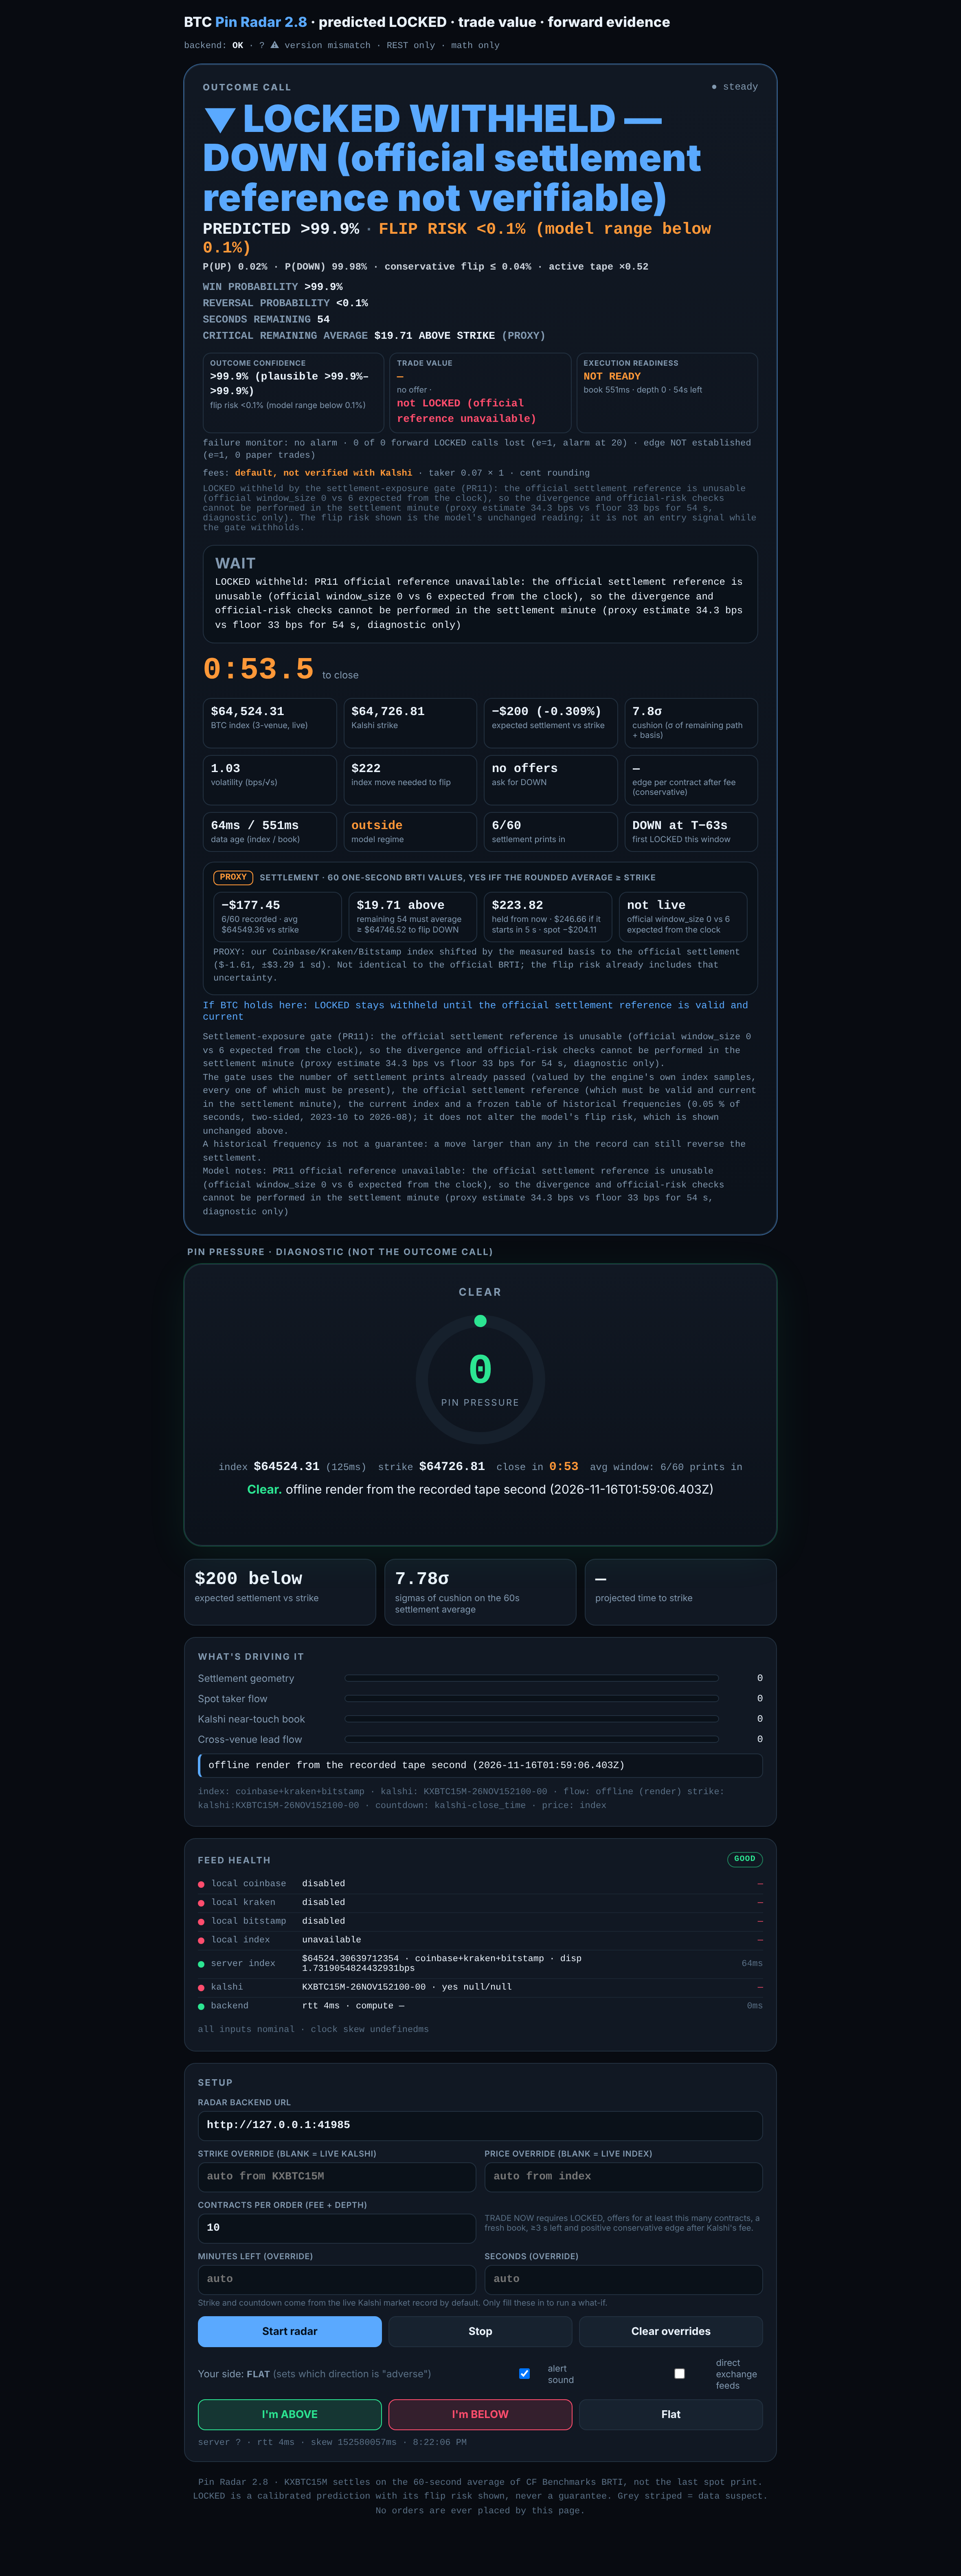 BTC Pin Radar 2.8 · predicted LOCKED · trade value · forward evidence
backend: OK · ? ⚠ version mismatch · REST only · math only
OUTCOME CALL
● steady
▼ LOCKED WITHHELD —
DOWN (official settlement
reference not verifiable)
PREDICTED >99.9% · FLIP RISK <0.1% (model range below
0.1%)
P(UP) 0.02% · P(DOWN) 99.98% · conservative flip ≤ 0.04% · active tape ×0.52
WIN PROBABILITY >99.9%
REVERSAL PROBABILITY <0.1%
SECONDS REMAINING 54
CRITICAL REMAINING AVERAGE $19.71 ABOVE STRIKE (PROXY)
OUTCOME CONFIDENCE
>99.9% (plausible >99.9%–
>99.9%)
flip risk <0.1% (model range below 0.1%)
TRADE VALUE
—
no offer ·
not LOCKED (official
reference unavailable)
EXECUTION READINESS
NOT READY
book 551ms · depth 0 · 54s left
failure monitor: no alarm · 0 of 0 forward LOCKED calls lost (e=1, alarm at 20) · edge NOT established
(e=1, 0 paper trades)
fees: default, not verified with Kalshi · taker 0.07 × 1 · cent rounding
LOCKED withheld by the settlement-exposure gate (PR11): the official settlement reference is unusable
(official window_size 0 vs 6 expected from the clock), so the divergence and official-risk checks
cannot be performed in the settlement minute (proxy estimate 34.3 bps vs floor 33 bps for 54 s,
diagnostic only). The flip risk shown is the model's unchanged reading; it is not an entry signal while
the gate withholds.
WAIT
LOCKED withheld: PR11 official reference unavailable: the official settlement reference is
unusable (official window_size 0 vs 6 expected from the clock), so the divergence and
official-risk checks cannot be performed in the settlement minute (proxy estimate 34.3 bps
vs floor 33 bps for 54 s, diagnostic only)
0:53.5 to close
$64,524.31
BTC index (3-venue, live)
$64,726.81
Kalshi strike
−$200 (-0.309%)
expected settlement vs strike
7.8σ
cushion (σ of remaining path
+ basis)
1.03
volatility (bps/√s)
$222
index move needed to flip
no offers
ask for DOWN
—
edge per contract after fee
(conservative)
64ms / 551ms
data age (index / book)
outside
model regime
6/60
settlement prints in
DOWN at T−63s
first LOCKED this window
PROXY SETTLEMENT · 60 ONE-SECOND BRTI VALUES, YES IFF THE ROUNDED AVERAGE ≥ STRIKE
−$177.45
6/60 recorded · avg
$64549.36 vs strike
$19.71 above
remaining 54 must average
≥ $64746.52 to flip DOWN
$223.82
held from now · $246.66 if it
starts in 5 s · spot −$204.11
not live
official window_size 0 vs 6
expected from the clock
PROXY: our Coinbase/Kraken/Bitstamp index shifted by the measured basis to the official settlement
($-1.61, ±$3.29 1 sd). Not identical to the official BRTI; the flip risk already includes that
uncertainty.
If BTC holds here: LOCKED stays withheld until the official settlement reference is valid and
current
Settlement-exposure gate (PR11): the official settlement reference is unusable (official window_size 0
vs 6 expected from the clock), so the divergence and official-risk checks cannot be performed in the
settlement minute (proxy estimate 34.3 bps vs floor 33 bps for 54 s, diagnostic only).
The gate uses the number of settlement prints already passed (valued by the engine's own index samples,
every one of which must be present), the official settlement reference (which must be valid and current
in the settlement minute), the current index and a frozen table of historical frequencies (0.05 % of
seconds, two-sided, 2023-10 to 2026-08); it does not alter the model's flip risk, which is shown
unchanged above.
A historical frequency is not a guarantee: a move larger than any in the record can still reverse the
settlement.
Model notes: PR11 official reference unavailable: the official settlement reference is unusable
(official window_size 0 vs 6 expected from the clock), so the divergence and official-risk checks
cannot be performed in the settlement minute (proxy estimate 34.3 bps vs floor 33 bps for 54 s,
diagnostic only)
PIN PRESSURE · DIAGNOSTIC (NOT THE OUTCOME CALL)
CLEAR
0
PIN PRESSURE
index $64524.31 (125ms) strike $64726.81 close in 0:53 avg window: 6/60 prints in
Clear. offline render from the recorded tape second (2026-11-16T01:59:06.403Z)
$200 below
expected settlement vs strike
7.78σ
sigmas of cushion on the 60s
settlement average
—
projected time to strike
WHAT'S DRIVING IT
Settlement geometry 0
Spot taker flow 0
Kalshi near-touch book 0
Cross-venue lead flow 0
offline render from the recorded tape second (2026-11-16T01:59:06.403Z)
index: coinbase+kraken+bitstamp · kalshi: KXBTC15M-26NOV152100-00 · flow: offline (render) strike:
kalshi:KXBTC15M-26NOV152100-00 · countdown: kalshi-close_time · price: index
FEED HEALTH
GOOD
local coinbase disabled —
local kraken disabled —
local bitstamp disabled —
local index unavailable —
server index $64524.30639712354 · coinbase+kraken+bitstamp · disp
1.7319054824432931bps 64ms
kalshi KXBTC15M-26NOV152100-00 · yes null/null —
backend rtt 4ms · compute — 0ms
all inputs nominal · clock skew undefinedms
SETUP
RADAR BACKEND URL
http://127.0.0.1:41985
STRIKE OVERRIDE (BLANK = LIVE KALSHI)
auto from KXBTC15M
PRICE OVERRIDE (BLANK = LIVE INDEX)
auto from index
CONTRACTS PER ORDER (FEE + DEPTH)
10
TRADE NOW requires LOCKED, offers for at least this many contracts, a
fresh book, ≥3 s left and positive conservative edge after Kalshi's fee.
MINUTES LEFT (OVERRIDE)
auto
SECONDS (OVERRIDE)
auto
Strike and countdown come from the live Kalshi market record by default. Only fill these in to run a what-if.
Start radar
Stop
Clear overrides
Your side: FLAT (sets which direction is "adverse")
alert
sound
direct
exchange
feeds
I'm ABOVE
I'm BELOW
Flat
server ? · rtt 4ms · skew 152580057ms · 8:22:06 PM
Pin Radar 2.8 · KXBTC15M settles on the 60-second average of CF Benchmarks BRTI, not the last spot print.
LOCKED is a calibrated prediction with its flip risk shown, never a guarantee. Grey striped = data suspect.
No orders are ever placed by this page.